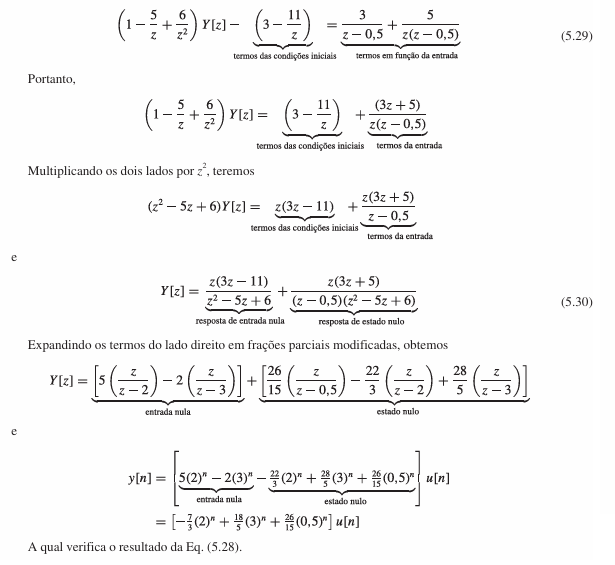 (1 − 5/z + 6/z²) Y[z] − (3 − 11/z) = 3/(z − 0,5) + 5/(z(z − 0,5)) (5.29)
termos das condições iniciais termos em função da entrada
Portanto,
(1 − 5/z + 6/z²) Y[z] = (3 − 11/z) + (3z + 5)/(z(z − 0,5))
termos das condições iniciais termos da entrada
Multiplicando os dois lados por z², teremos
(z² − 5z + 6)Y[z] = z(3z − 11) + z(3z + 5)/(z − 0,5)
termos das condições iniciais termos da entrada
e
Y[z] = z(3z − 11)/(z² − 5z + 6) + z(3z + 5)/((z − 0,5)(z² − 5z + 6)) (5.30)
resposta de entrada nula resposta de estado nulo
Expandindo os termos do lado direito em frações parciais modificadas, obtemos
Y[z] = [5 (z/(z − 2)) − 2 (z/(z − 3))] + [26/15 (z/(z − 0,5)) − 22/3 (z/(z − 2)) + 28/5 (z/(z − 3))]
entrada nula estado nulo
e
y[n] = [5(2)ⁿ − 2(3)ⁿ − 22/3 (2)ⁿ + 28/5 (3)ⁿ + 26/15 (0,5)ⁿ] u[n]
entrada nula estado nulo
= [−7/3 (2)ⁿ + 18/5 (3)ⁿ + 26/15 (0,5)ⁿ] u[n]
A qual verifica o resultado da Eq. (5.28).